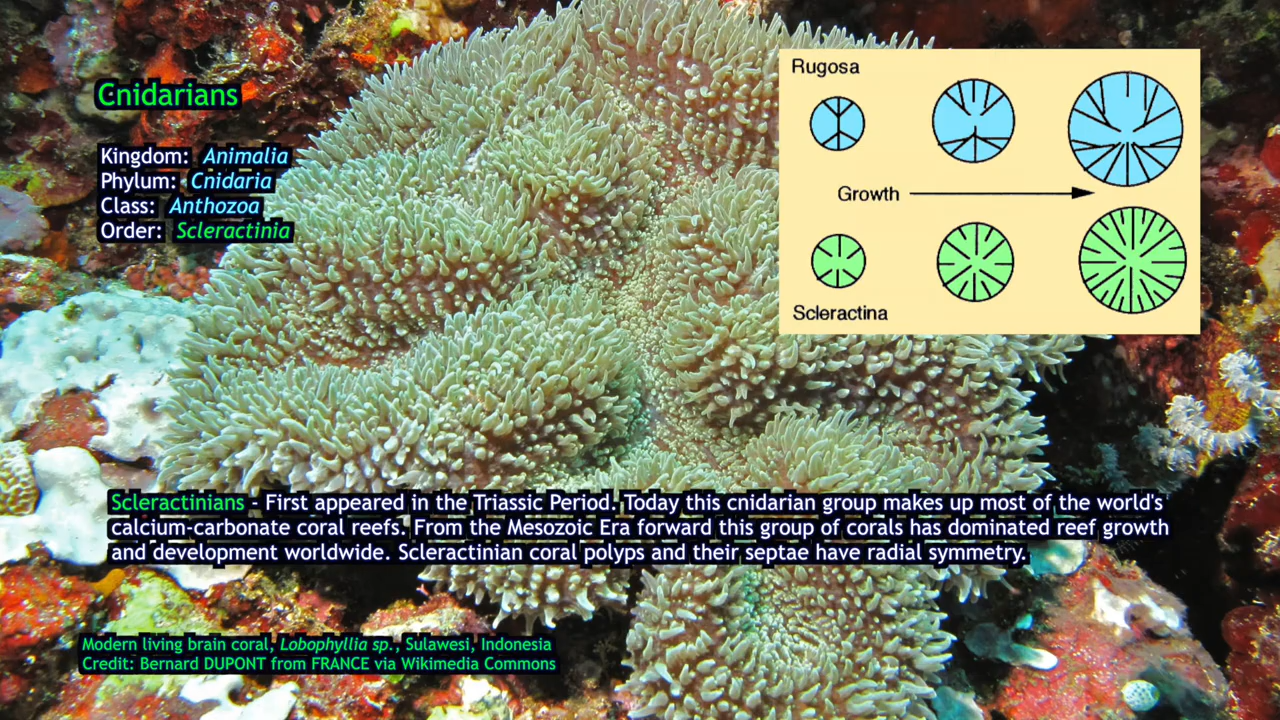 Cnidarians
Kingdom: Animalia
Phylum: Cnidaria
Class: Anthozoa
Order: Scleractinia
Rugosa
Growth
Scleractina
Scleractinians - First appeared in the Triassic Period. Today this cnidarian group makes up most of the world's
calcium-carbonate coral reefs. From the Mesozoic Era forward this group of corals has dominated reef growth
and development worldwide. Scleractinian coral polyps and their septae have radial symmetry.
Modern living brain coral, Lobophyllia sp., Sulawesi, Indonesia
Credit: Bernard DUPONT from FRANCE via Wikimedia Commons